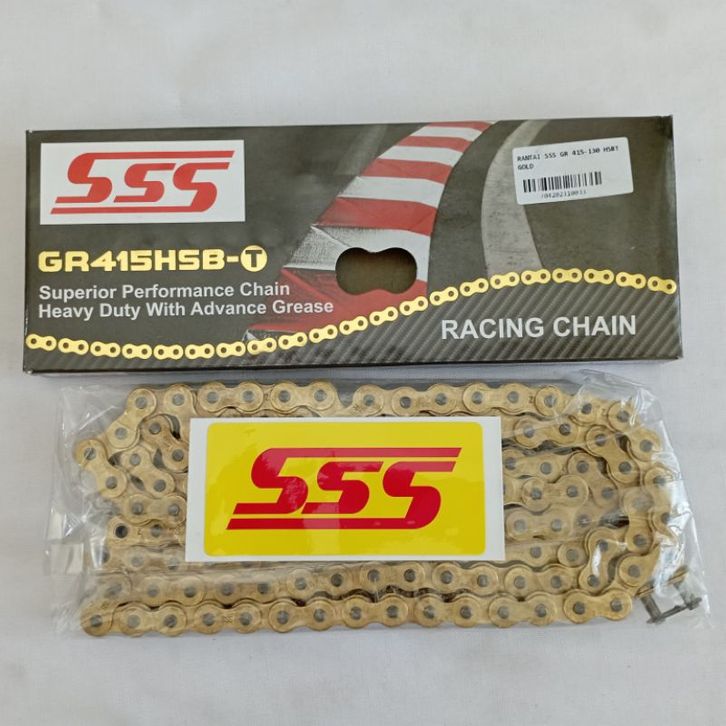 SSS
RANTAI SSS GR 415-130 HSBT
GOLD
GR415HSB-T
Superior Performance Chain
Heavy Duty With Advance Grease
RACING CHAIN
SSS